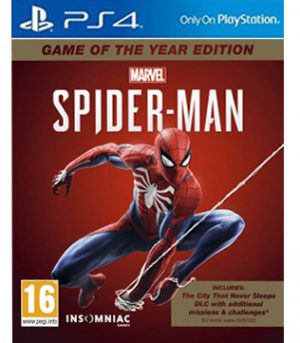 PS4
Only On PlayStation®
GAME OF THE YEAR EDITION
MARVEL
SPIDER-MAN
16
www.pegi.info
INSOMNIAC
GAMES
INCLUDES:
The City That Never Sleeps
DLC with additional
missions & challenges*